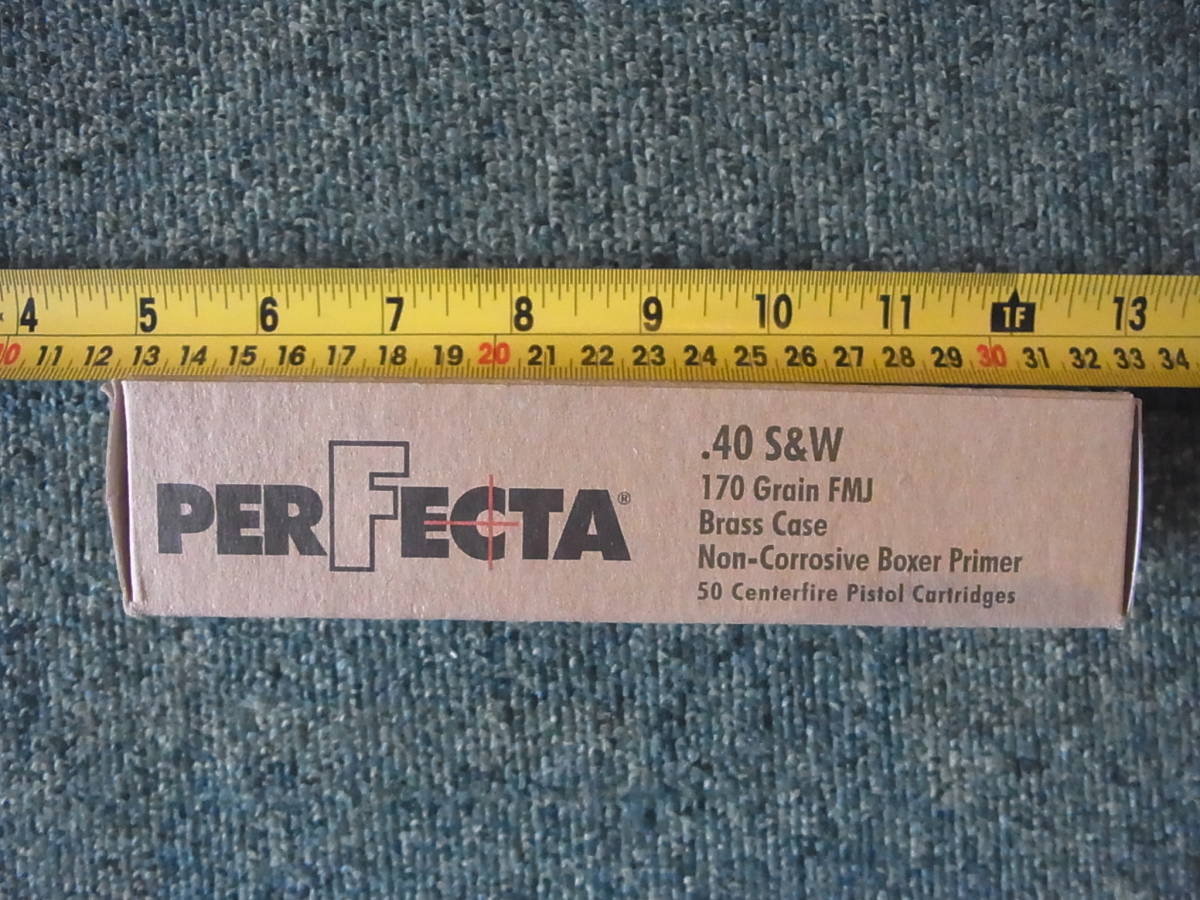 4 5 6 7 8 9 10 11 1F 13
11 12 13 14 15 16 17 18 19 20 21 22 23 24 25 26 27 28 29 30 31 32 33 34
PERFECTA®
.40 S&W
170 Grain FMJ
Brass Case
Non-Corrosive Boxer Primer
50 Centerfire Pistol Cartridges